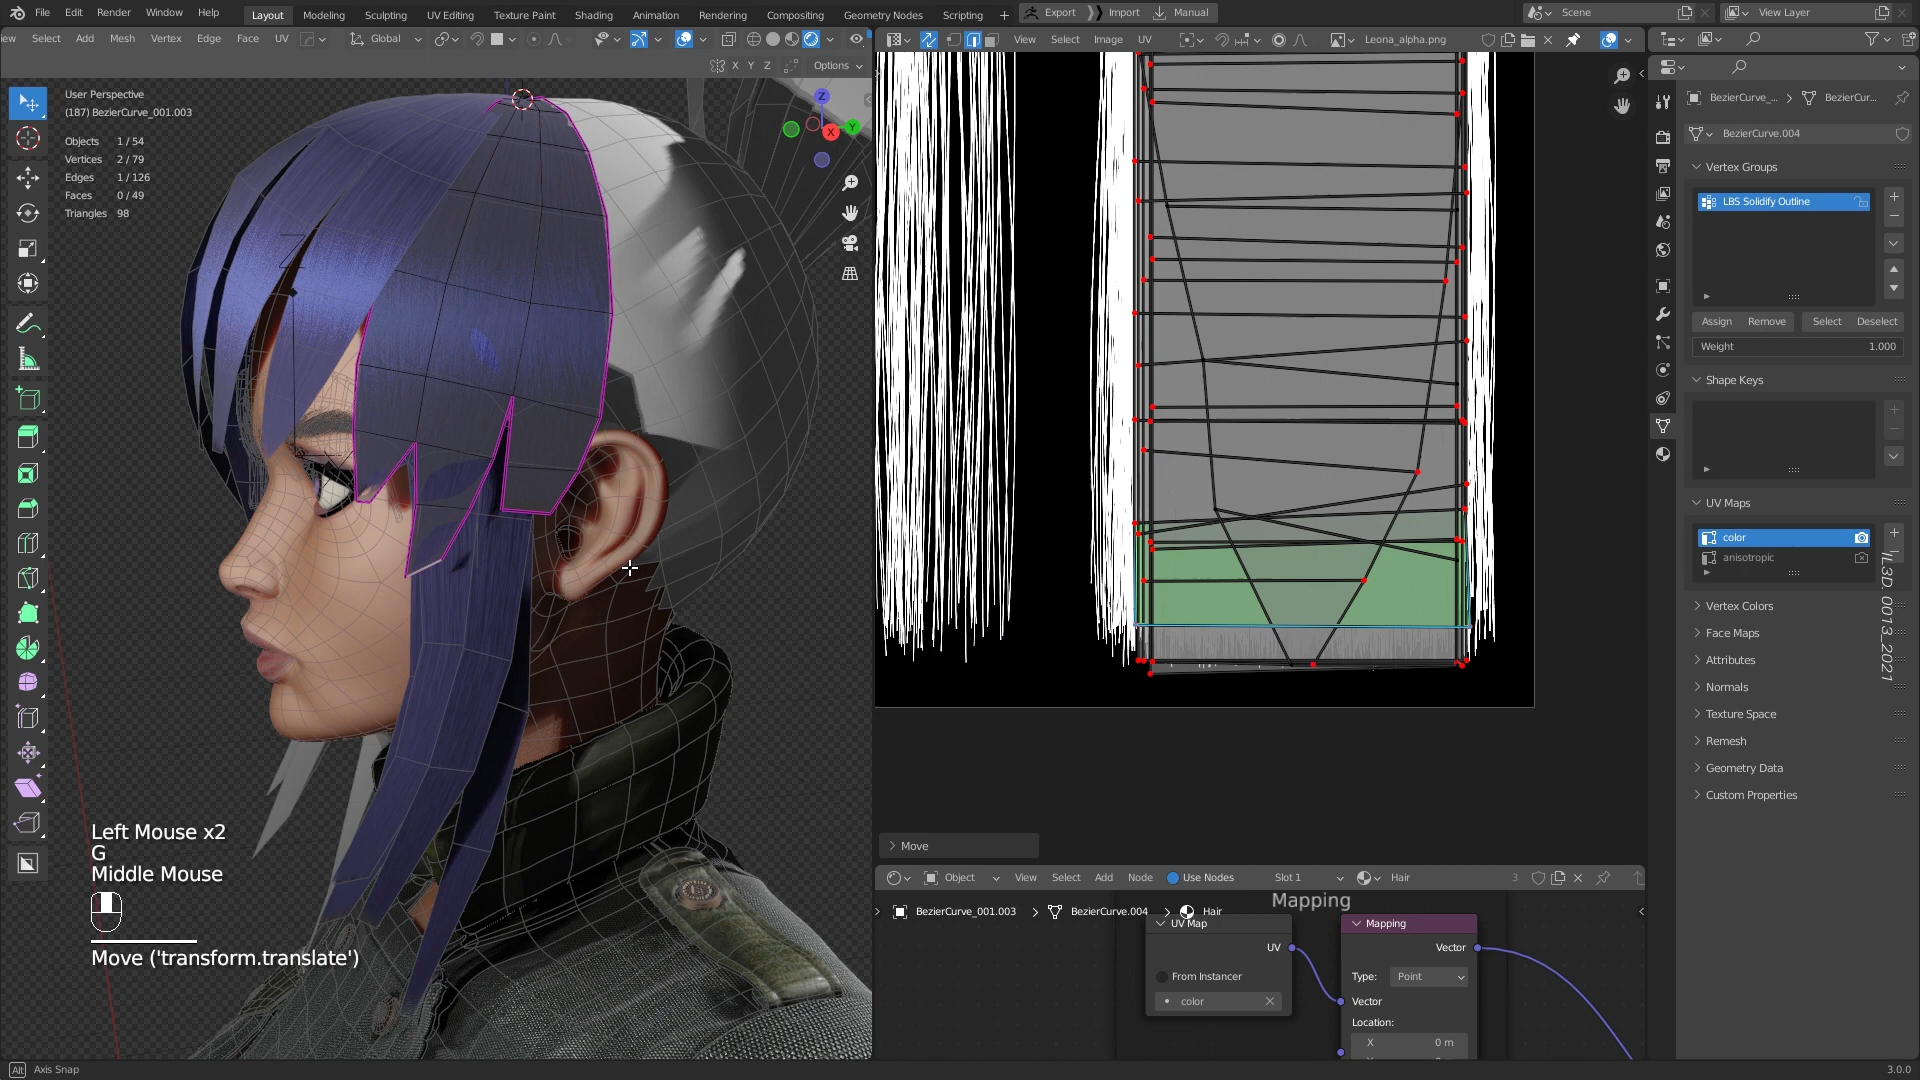 File Edit Render Window Help Layout Modeling Sculpting UV Editing Texture Paint Shading Animation Rendering Compositing Geometry Nodes Scripting + Export Import Manual Scene View Layer
ew Select Add Mesh Vertex Edge Face UV Global
View Select Image UV Leona_alpha.png
X Y Z Options
User Perspective
(187) BezierCurve_001.003
Objects 1 / 54
Vertices 2 / 79
Edges 1 / 126
Faces 0 / 49
Triangles 98
Z
Y
X
Left Mouse x2
G
Middle Mouse
Move ('transform.translate')
Move
Object View Select Add Node Use Nodes Slot 1 Hair 3
BezierCurve_001.003 BezierCurve.004 Hair
Mapping
UV Map
UV
From Instancer
color
Mapping
Vector
Type: Point
Vector
Location:
X 0 m
BezierCurve_... BezierCur...
BezierCurve.004
Vertex Groups
LBS Solidify Outline
Assign Remove Select Deselect
Weight 1.000
Shape Keys
UV Maps
color
anisotropic
Vertex Colors
Face Maps
Attributes
Normals
Texture Space
Remesh
Geometry Data
Custom Properties
Alt Axis Snap
3.0.0